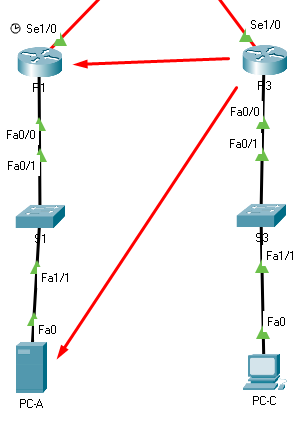 Se1/0
Se1/0
R1
R3
Fa0/0
Fa0/0
Fa0/1
Fa0/1
S1
S3
Fa1/1
Fa1/1
Fa0
Fa0
PC-A
PC-C